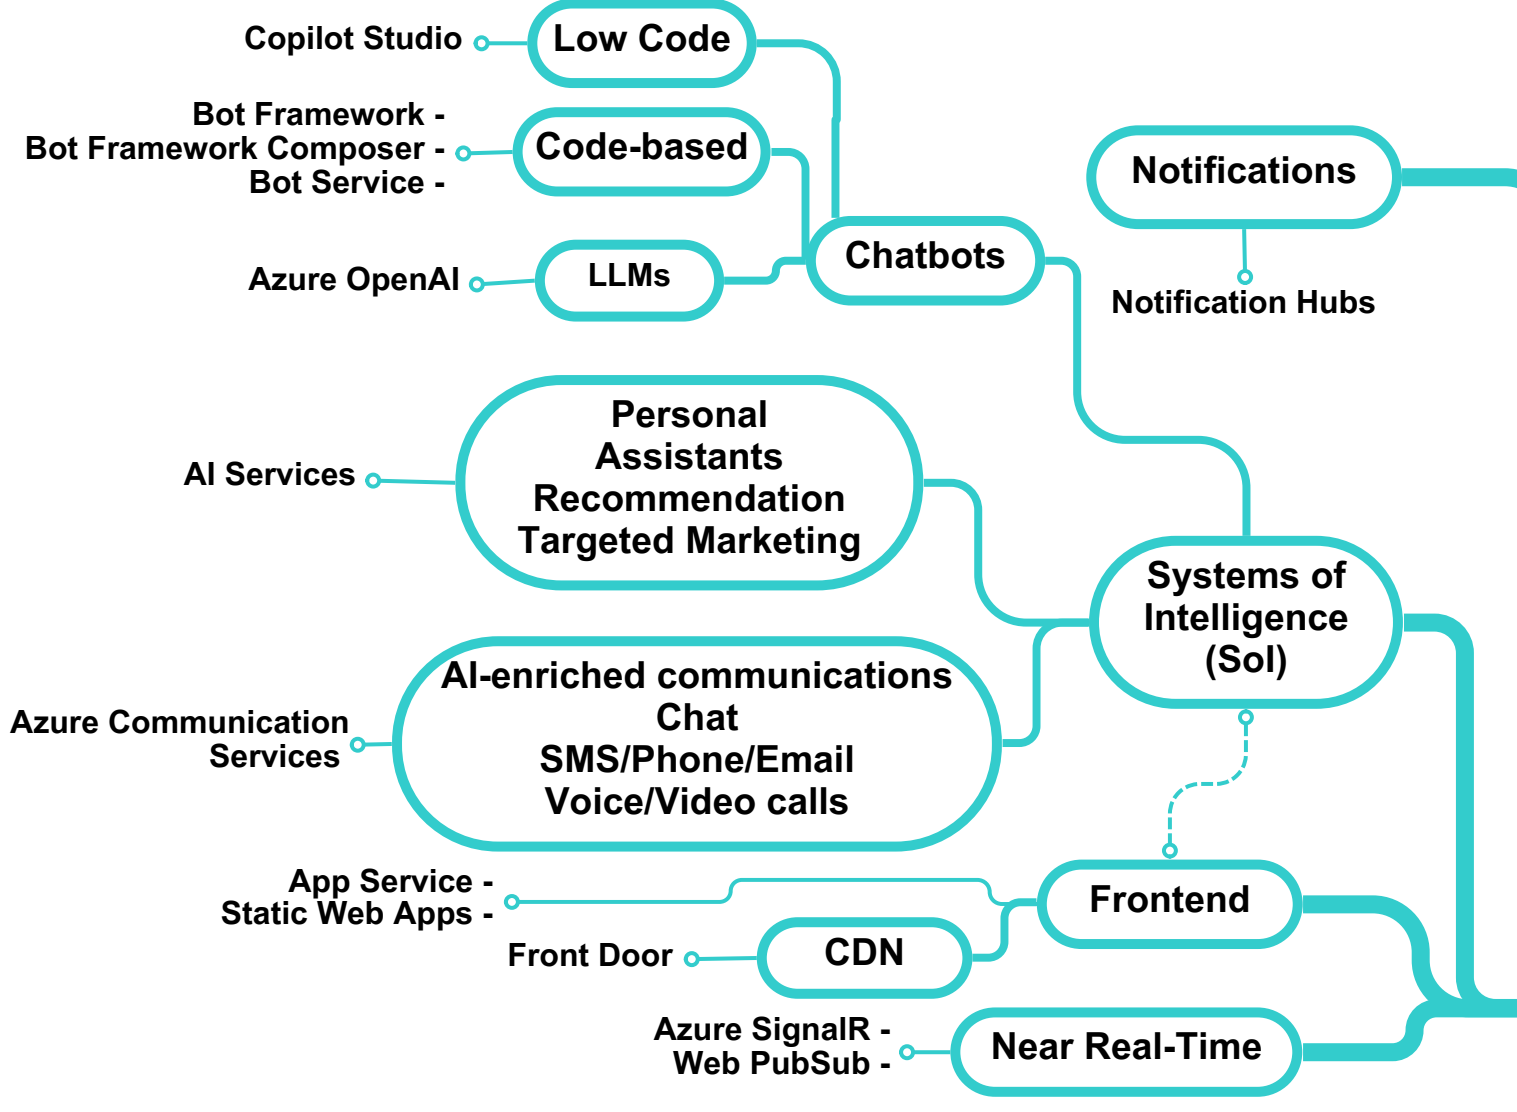 Copilot Studio
Low Code
Bot Framework -
Bot Framework Composer -
Bot Service -
Code-based
Azure OpenAI
LLMs
Chatbots
Notifications
Notification Hubs
AI Services
Personal
Assistants
Recommendation
Targeted Marketing
Systems of
Intelligence
(SoI)
Azure Communication
Services
AI-enriched communications
Chat
SMS/Phone/Email
Voice/Video calls
App Service -
Static Web Apps -
Frontend
Front Door
CDN
Azure SignalR -
Web PubSub -
Near Real-Time